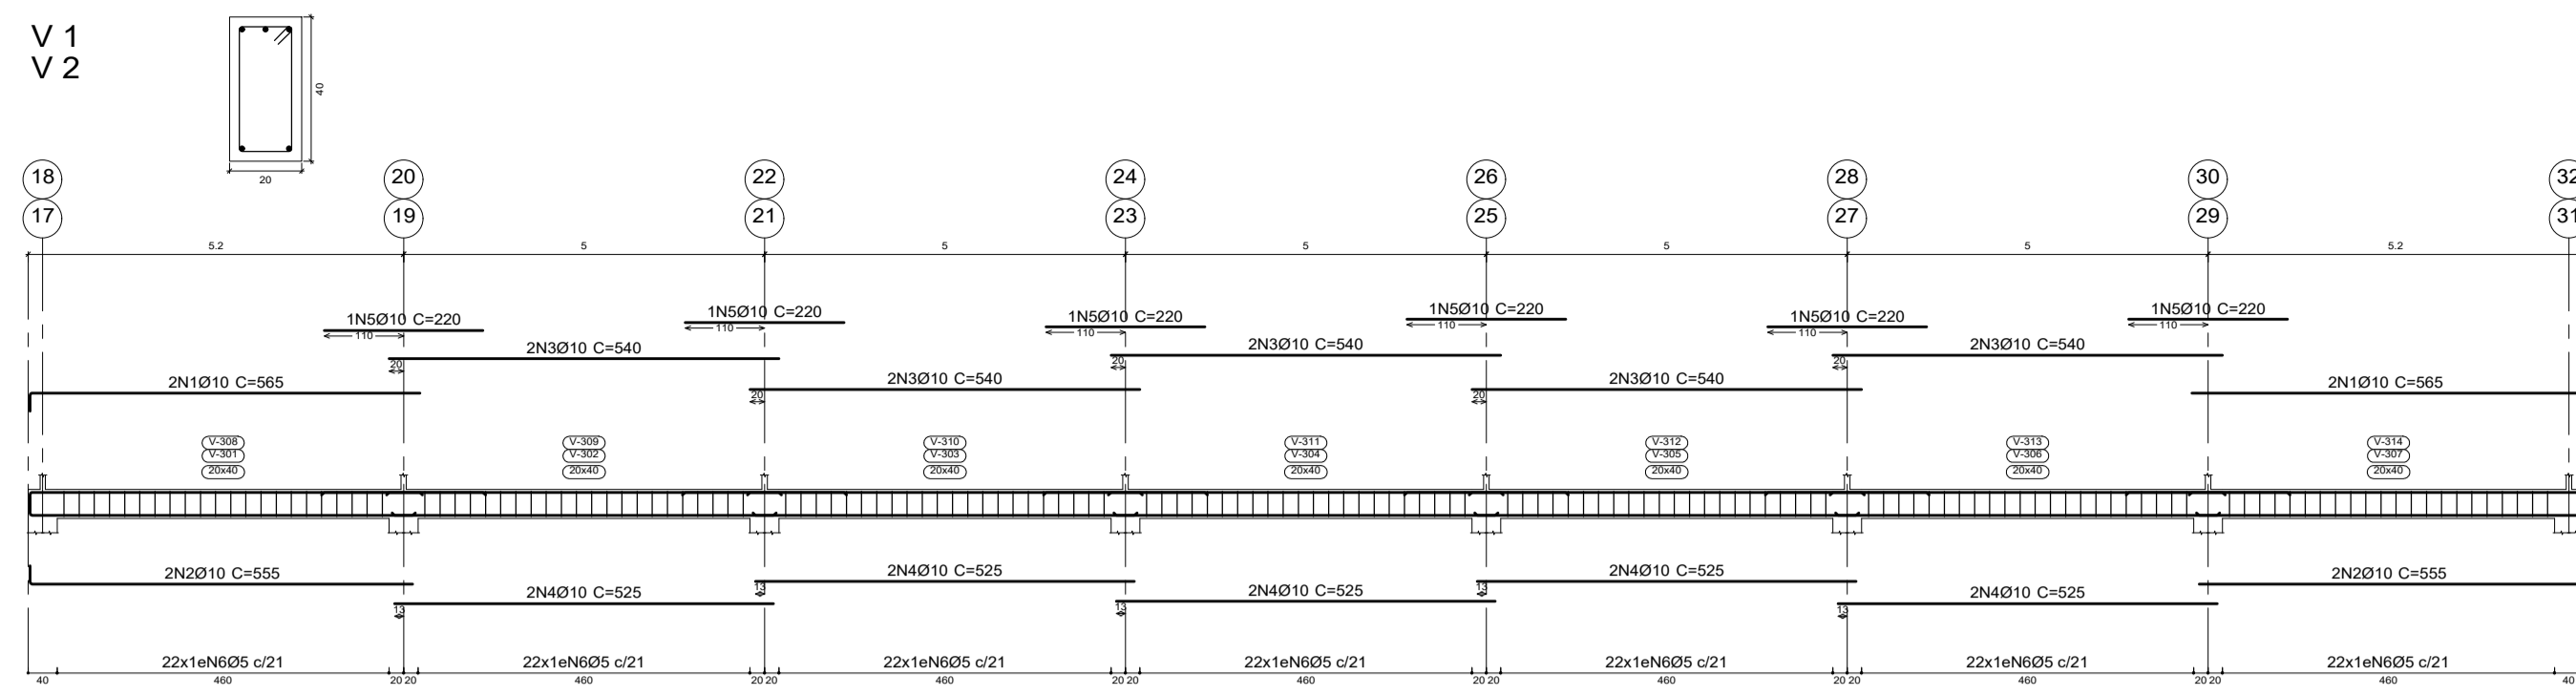 V 1
V 2
40
20
18 20 22 24 26 28 30 32
17 19 21 23 25 27 29 31
5.2 5 5 5 5 5 5.2
1N5Ø10 C=220 1N5Ø10 C=220 1N5Ø10 C=220 1N5Ø10 C=220 1N5Ø10 C=220 1N5Ø10 C=220
110 110 110 110 110 110
2N3Ø10 C=540 2N3Ø10 C=540 2N3Ø10 C=540
20 20 20
2N1Ø10 C=565 2N3Ø10 C=540 2N3Ø10 C=540 2N1Ø10 C=565
20 20
V-308 V-309 V-310 V-311 V-312 V-313 V-314
V-301 V-302 V-303 V-304 V-305 V-306 V-307
20x40 20x40 20x40 20x40 20x40 20x40 20x40
2N2Ø10 C=555 2N4Ø10 C=525 2N4Ø10 C=525 2N2Ø10 C=555
13 13
2N4Ø10 C=525 2N4Ø10 C=525 2N4Ø10 C=525
13 13 13
22x1eN6Ø5 c/21 22x1eN6Ø5 c/21 22x1eN6Ø5 c/21 22x1eN6Ø5 c/21 22x1eN6Ø5 c/21 22x1eN6Ø5 c/21 22x1eN6Ø5 c/21
40 460 20 20 460 20 20 460 20 20 460 20 20 460 20 20 460 20 20 460 40